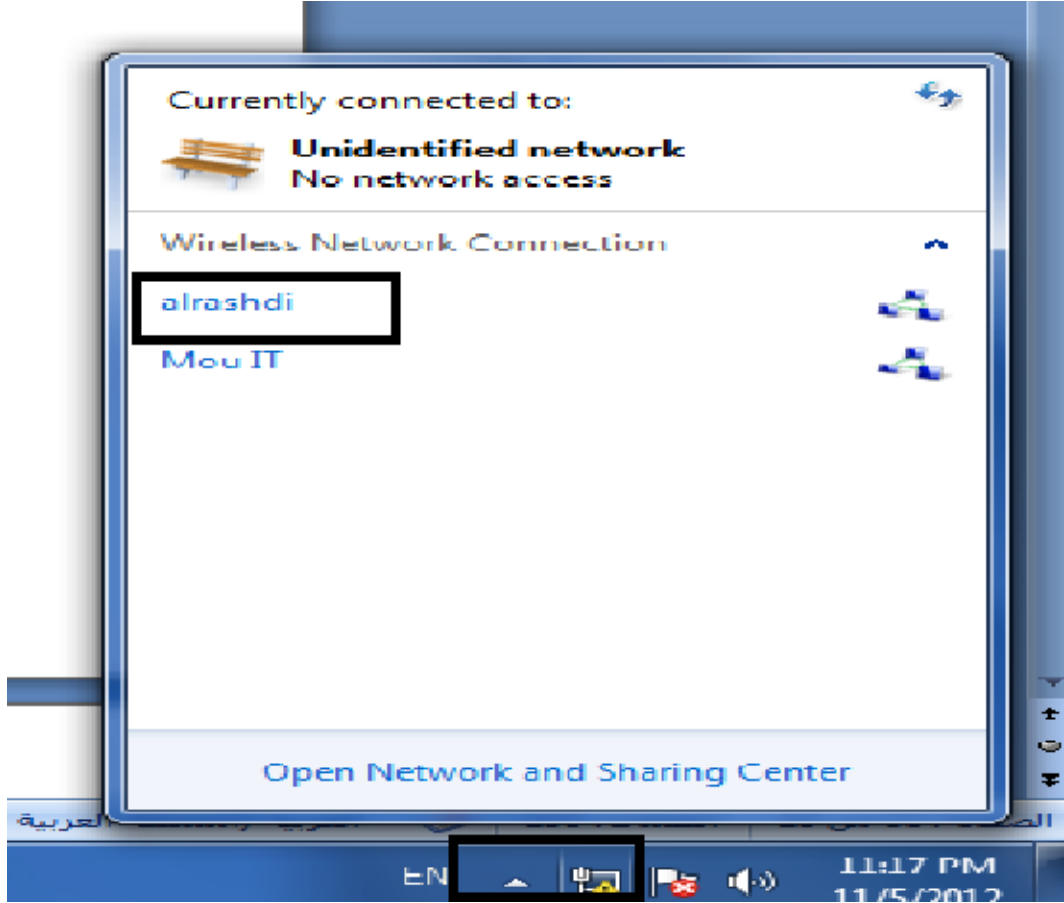 Currently connected to:
Unidentified network
No network access
Wireless Network Connection
alrashdi
Mou IT
Open Network and Sharing Center
العربية
EN
11:17 PM
11/5/2012